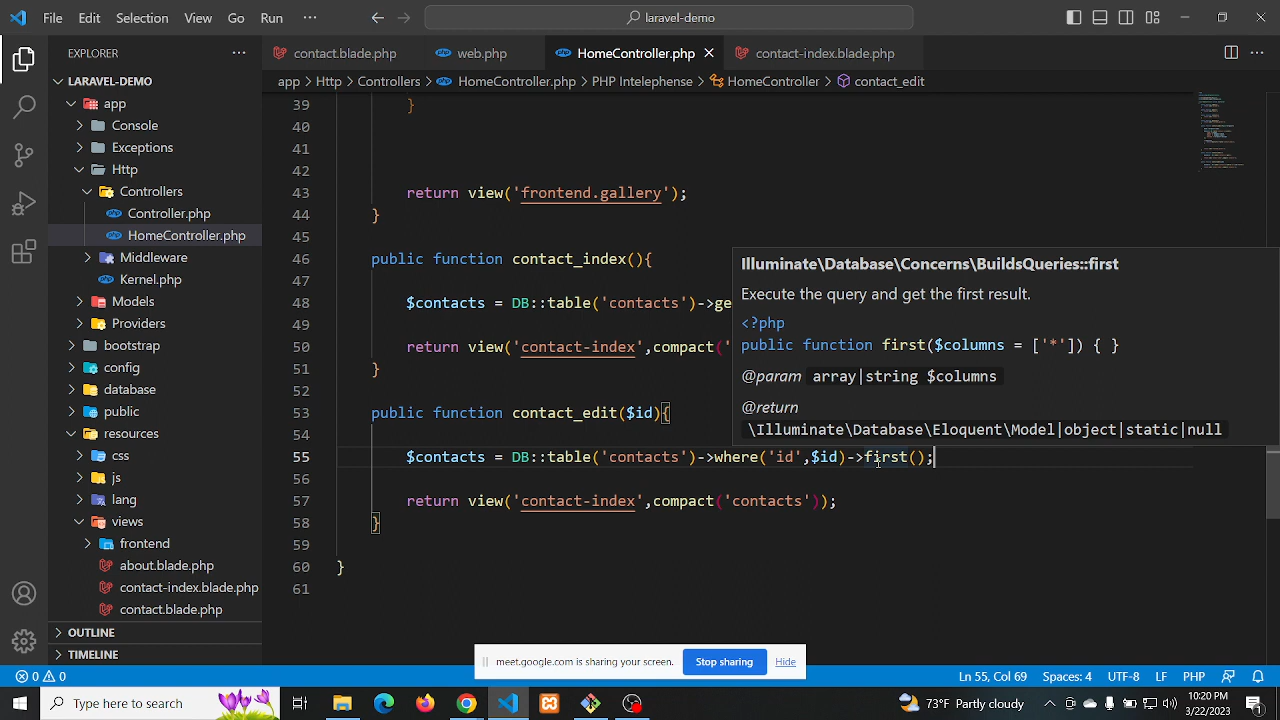 File Edit Selection View Go Run ··· laravel-demo
EXPLORER ···
contact.blade.php web.php HomeController.php contact-index.blade.php ···
LARAVEL-DEMO
app > Http > Controllers > HomeController.php > PHP Intelephense > HomeController > contact_edit
app
Console
Exceptions
Http
Controllers
Controller.php
HomeController.php
Middleware
Kernel.php
Models
Providers
bootstrap
config
database
public
resources
css
js
lang
views
frontend
about.blade.php
contact-index.blade.php
contact.blade.php
OUTLINE
TIMELINE
39 }
40
41
42
43 return view('frontend.gallery');
44 }
45
46 public function contact_index(){
47
48 $contacts = DB::table('contacts')->ge
49
50 return view('contact-index',compact('
51 }
52
53 public function contact_edit($id){
54
55 $contacts = DB::table('contacts')->where('id',$id)->first();
56
57 return view('contact-index',compact('contacts'));
58 }
59
60 }
61
Illuminate\Database\Concerns\BuildsQueries::first
Execute the query and get the first result.
<?php
public function first($columns = ['*']) { }
@param array|string $columns
@return
\Illuminate\Database\Eloquent\Model|object|static|null
meet.google.com is sharing your screen. Stop sharing Hide
0 0 Ln 55, Col 69 Spaces: 4 UTF-8 LF PHP
Type here to search 73°F Partly cloudy 10:20 PM
3/22/2023